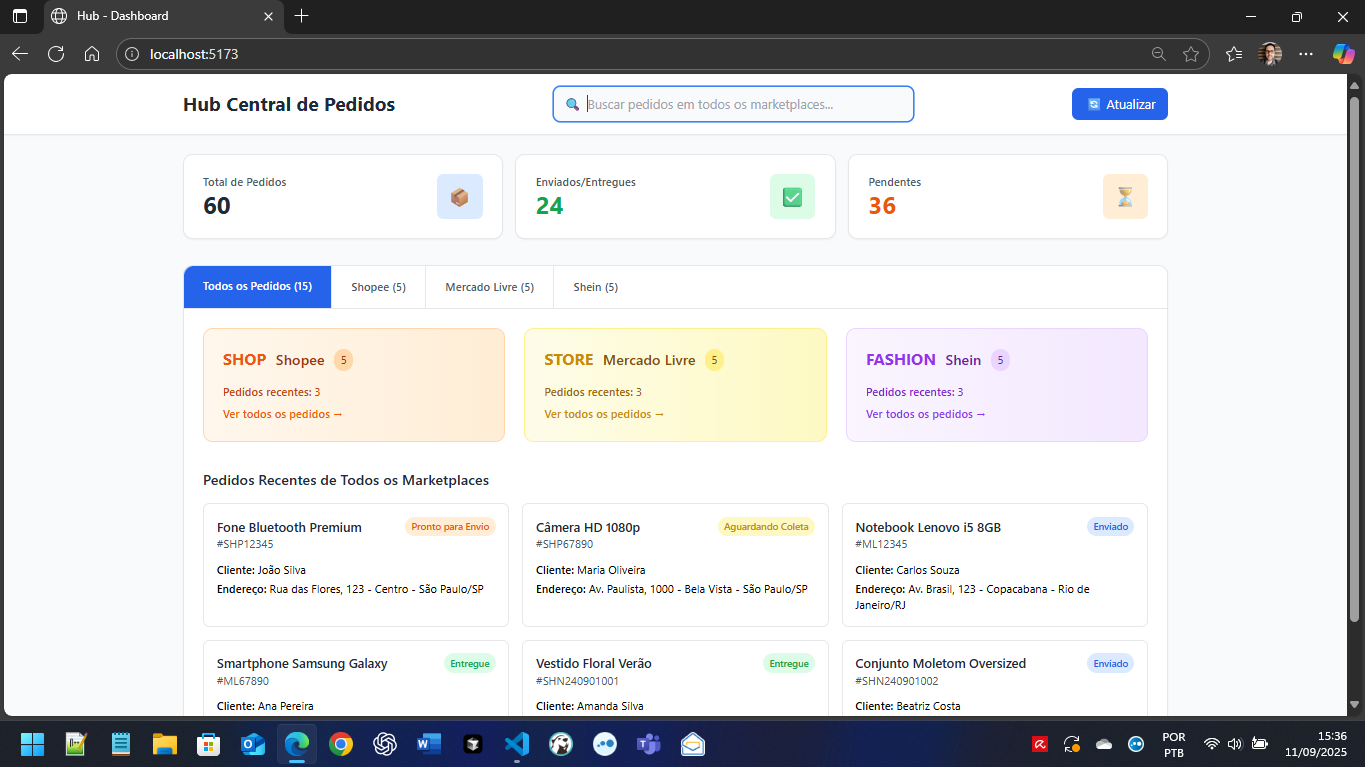 Hub - Dashboard
localhost:5173
Hub Central de Pedidos
Buscar pedidos em todos os marketplaces...
Atualizar
Total de Pedidos
60
Enviados/Entregues
24
Pendentes
36
Todos os Pedidos (15)
Shopee (5)
Mercado Livre (5)
Shein (5)
SHOP Shopee 5
Pedidos recentes: 3
Ver todos os pedidos →
STORE Mercado Livre 5
Pedidos recentes: 3
Ver todos os pedidos →
FASHION Shein 5
Pedidos recentes: 3
Ver todos os pedidos →
Pedidos Recentes de Todos os Marketplaces
Fone Bluetooth Premium
Pronto para Envio
#SHP12345
Cliente: João Silva
Endereço: Rua das Flores, 123 - Centro - São Paulo/SP
Câmera HD 1080p
Aguardando Coleta
#SHP67890
Cliente: Maria Oliveira
Endereço: Av. Paulista, 1000 - Bela Vista - São Paulo/SP
Notebook Lenovo i5 8GB
Enviado
#ML12345
Cliente: Carlos Souza
Endereço: Av. Brasil, 123 - Copacabana - Rio de
Janeiro/RJ
Smartphone Samsung Galaxy
Entregue
#ML67890
Cliente: Ana Pereira
Vestido Floral Verão
Entregue
#SHN240901001
Cliente: Amanda Silva
Conjunto Moletom Oversized
Enviado
#SHN240901002
Cliente: Beatriz Costa
POR
PTB
15:36
11/09/2025